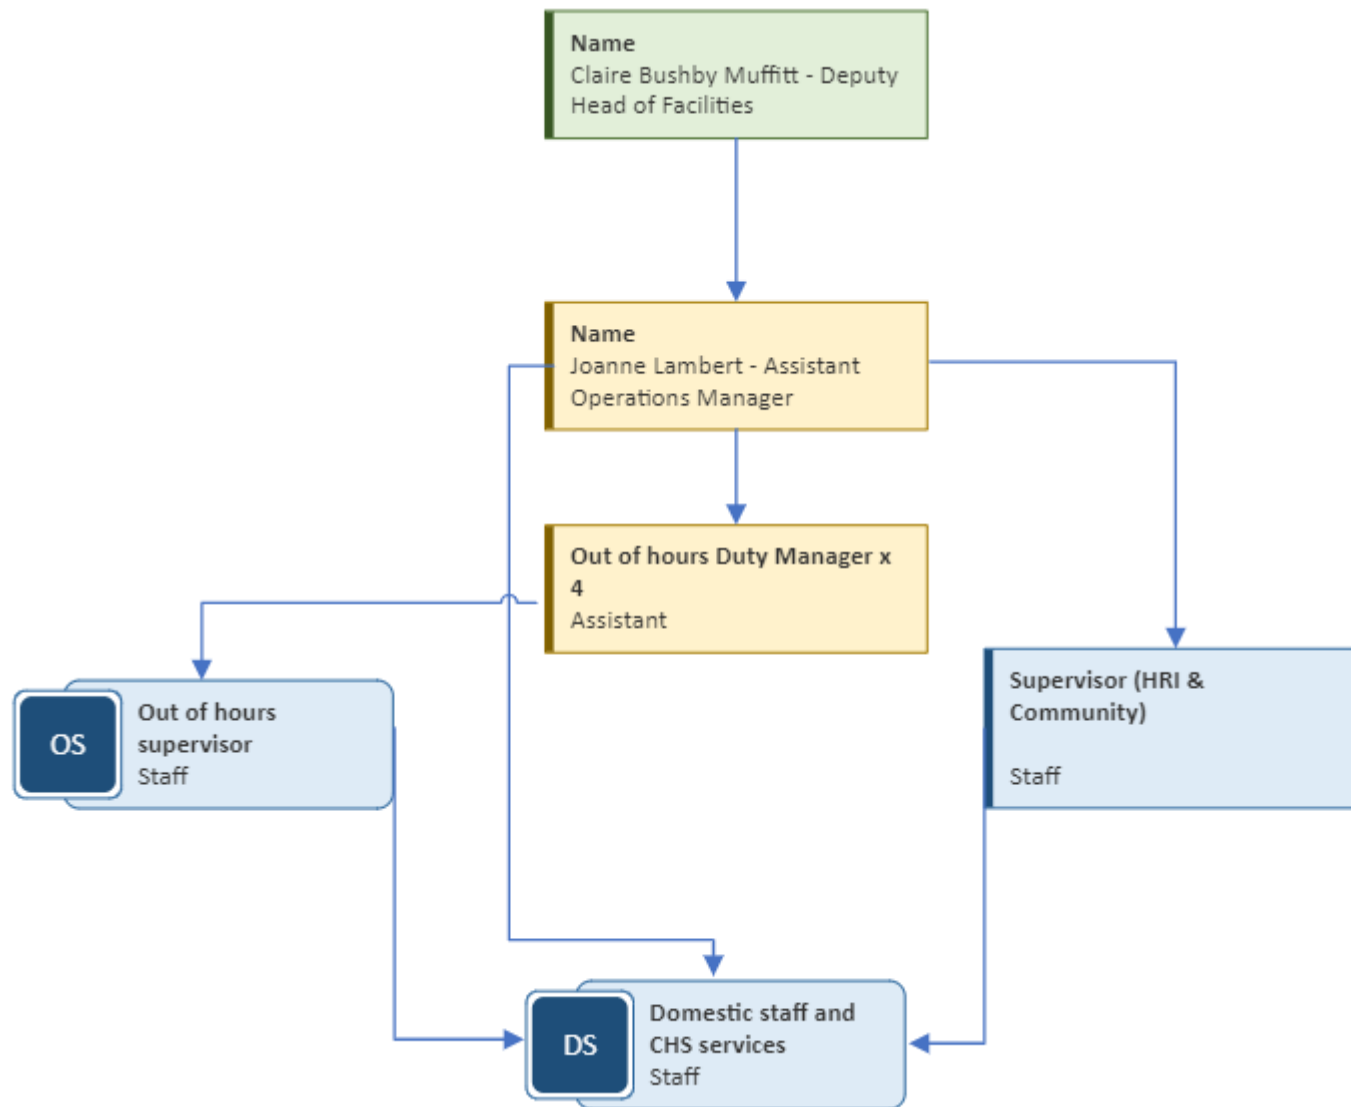 Name
Claire Bushby Muffitt - Deputy
Head of Facilities
Name
Joanne Lambert - Assistant
Operations Manager
Out of hours Duty Manager x
4
Assistant
OS
Out of hours
supervisor
Staff
Supervisor (HRI &
Community)
Staff
DS
Domestic staff and
CHS services
Staff